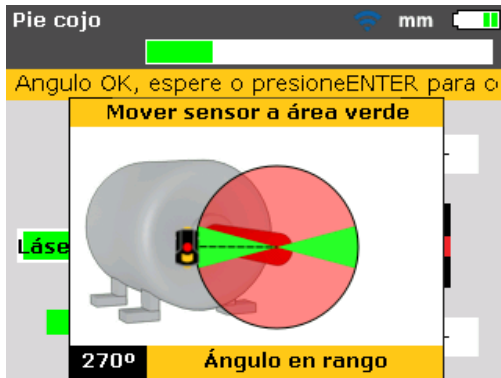 Pie cojo mm
Angulo OK, espere o presioneENTER para
Mover sensor a área verde
Láse
270º Ángulo en rango